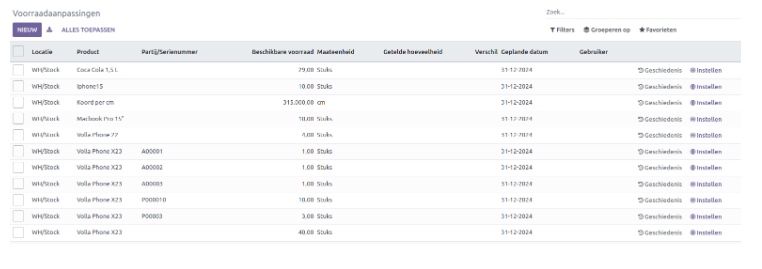 Voorraadaanpassingen
Zoek...
NIEUW ALLES TOEPASSEN
Filters Groeperen op Favorieten
Locatie Product Partij/Serienummer Beschikbare voorraad Maateenheid Getelde hoeveelheid Verschil Geplande datum Gebruiker
WH/Stock Coca Cola 1,5 L 29,00 Stuks 31-12-2024 Geschiedenis Instellen
WH/Stock Iphone15 10,00 Stuks 31-12-2024 Geschiedenis Instellen
WH/Stock Koord per cm 315.000,00 cm 31-12-2024 Geschiedenis Instellen
WH/Stock Macbook Pro 15" 10,00 Stuks 31-12-2024 Geschiedenis Instellen
WH/Stock Volla Phone 22 4,00 Stuks 31-12-2024 Geschiedenis Instellen
WH/Stock Volla Phone X23 A00001 1,00 Stuks 31-12-2024 Geschiedenis Instellen
WH/Stock Volla Phone X23 A00002 1,00 Stuks 31-12-2024 Geschiedenis Instellen
WH/Stock Volla Phone X23 A00003 1,00 Stuks 31-12-2024 Geschiedenis Instellen
WH/Stock Volla Phone X23 P000010 10,00 Stuks 31-12-2024 Geschiedenis Instellen
WH/Stock Volla Phone X23 P00003 3,00 Stuks 31-12-2024 Geschiedenis Instellen
WH/Stock Volla Phone X23 40,00 Stuks 31-12-2024 Geschiedenis Instellen